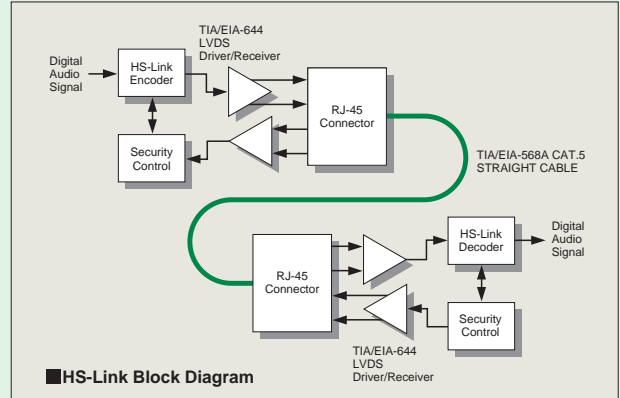 TIA/EIA-644
LVDS
Driver/Receiver
Digital
Audio
Signal
HS-Link
Encoder
RJ-45
Connector
Security
Control
TIA/EIA-568A CAT.5
STRAIGHT CABLE
RJ-45
Connector
HS-Link
Decoder
Digital
Audio
Signal
Security
Control
TIA/EIA-644
LVDS
Driver/Receiver
■HS-Link Block Diagram